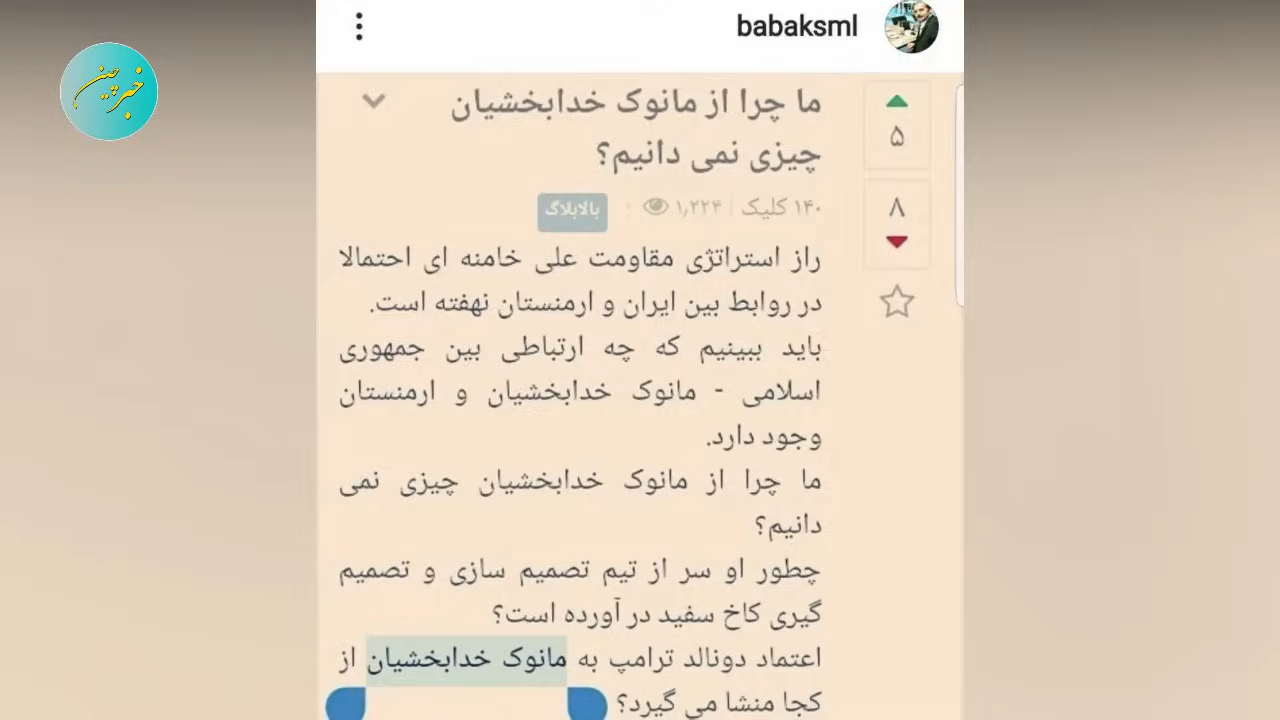 خبرچین
babaksml
ما چرا از مانوک خدابخشیان
چیزی نمی دانیم؟
۵
۱۴۰ کلیک | ۱,۲۲۴
بالابلاگ
۸
راز استراتژی مقاومت علی خامنه ای احتمالا
در روابط بین ایران و ارمنستان نهفته است.
باید ببینیم که چه ارتباطی بین جمهوری
اسلامی - مانوک خدابخشیان و ارمنستان
وجود دارد.
ما چرا از مانوک خدابخشیان چیزی نمی
دانیم؟
چطور او سر از تیم تصمیم سازی و تصمیم
گیری کاخ سفید در آورده است؟
اعتماد دونالد ترامپ به مانوک خدابخشیان از
کجا منشا می گیرد؟